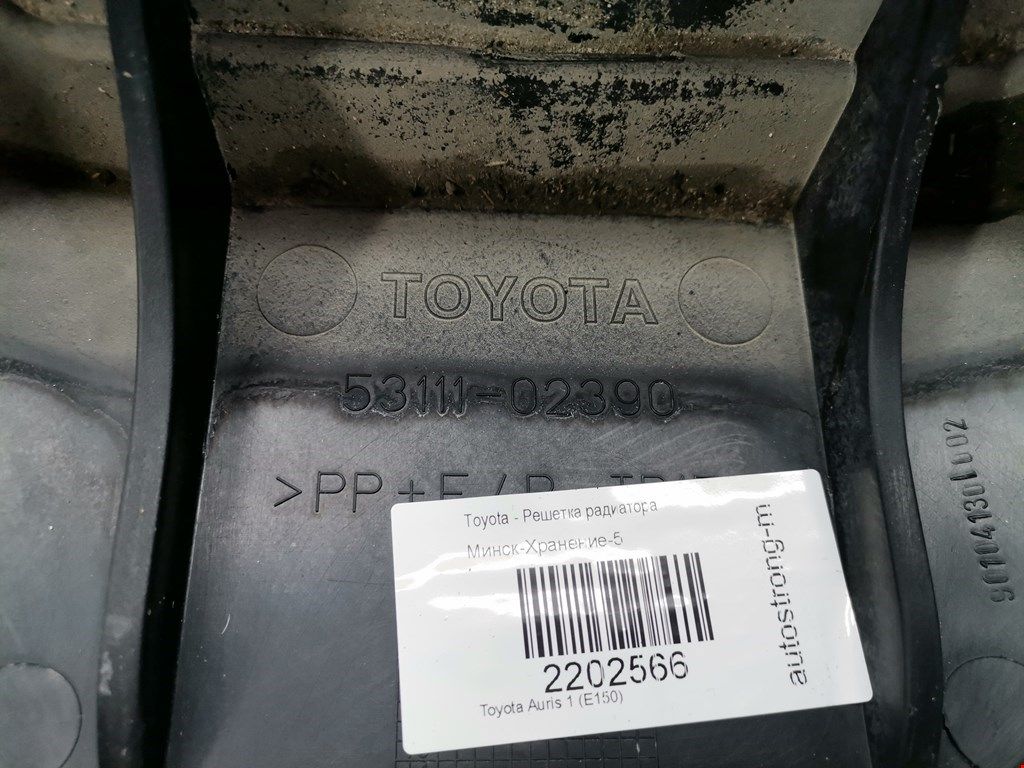 TOYOTA
53111-02390
>PP+E/P
Toyota - Решетка радиатора
Минск-Хранение-5
2202566
Toyota Auris 1 (E150)
autostrong-m